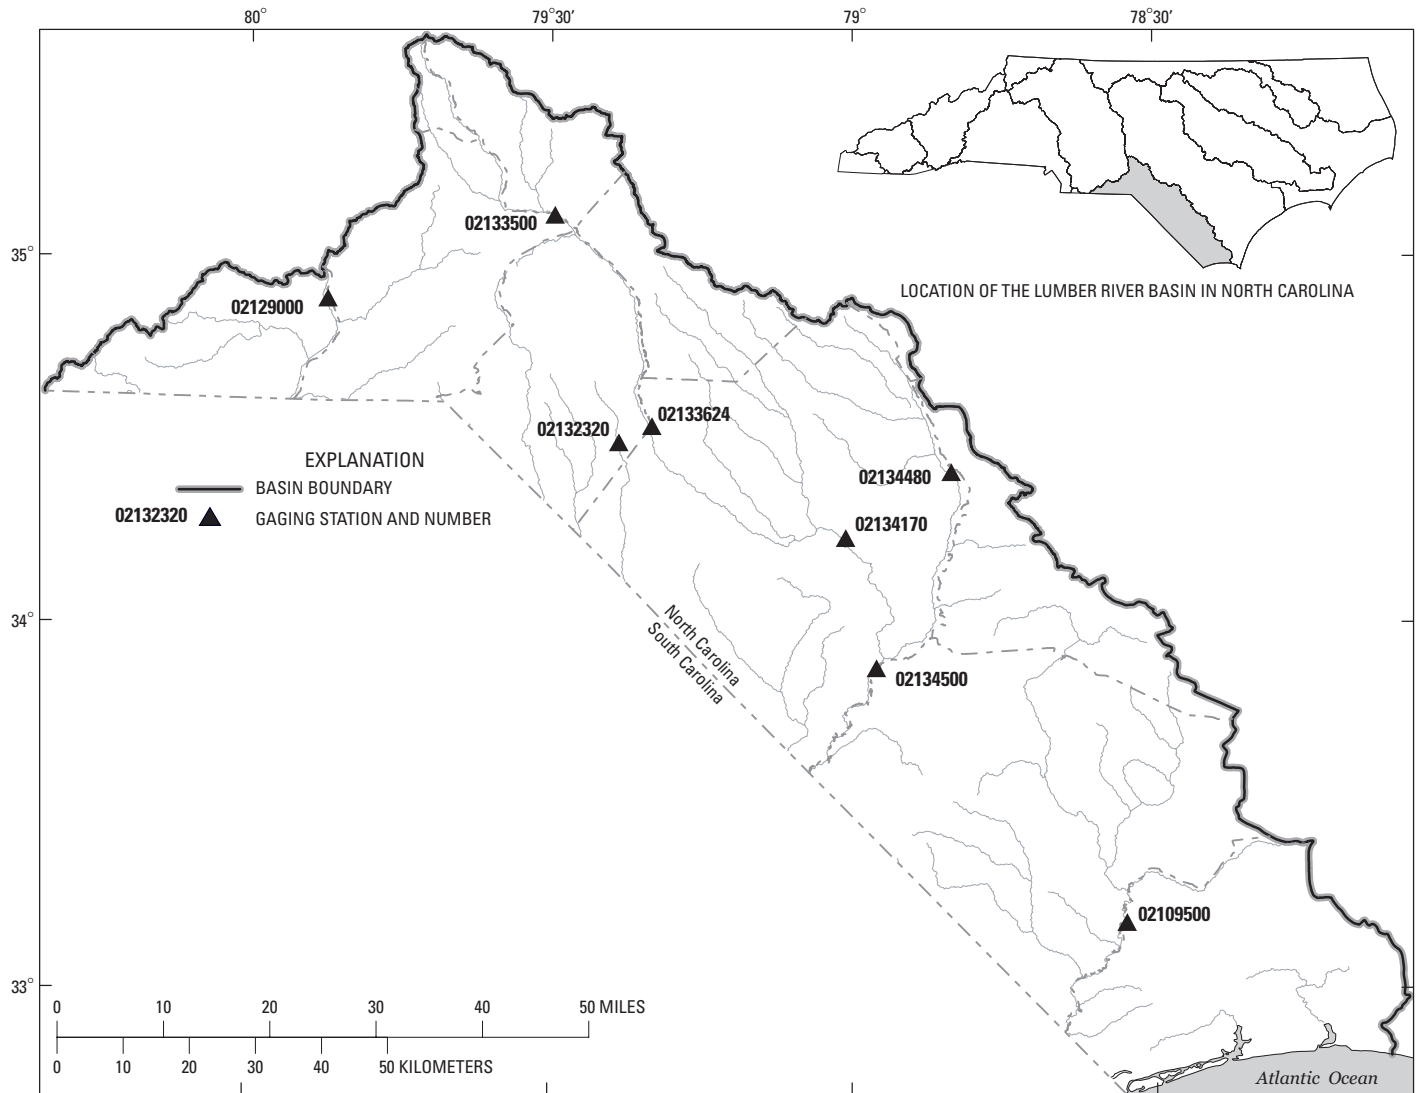 80°
79°30'
79°
78°30'
LOCATION OF THE LUMBER RIVER BASIN IN NORTH CAROLINA
02133500
35°
02129000
02133624
02132320
EXPLANATION
BASIN BOUNDARY
02132320
GAGING STATION AND NUMBER
02134480
02134170
34°
North Carolina
South Carolina
02134500
02109500
33°
0 10 20 30 40 50 MILES
0 10 20 30 40 50 KILOMETERS
Atlantic Ocean